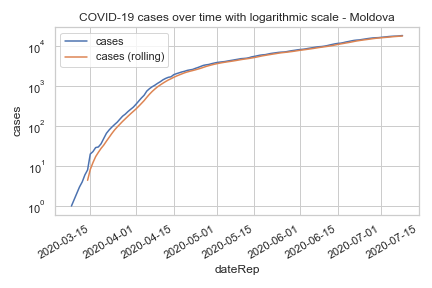 COVID-19 cases over time with logarithmic scale - Moldova
cases
cases (rolling)
10⁴
10³
10²
10¹
10⁰
cases
2020-03-15
2020-04-01
2020-04-15
2020-05-01
2020-05-15
2020-06-01
2020-06-15
2020-07-01
2020-07-15
dateRep